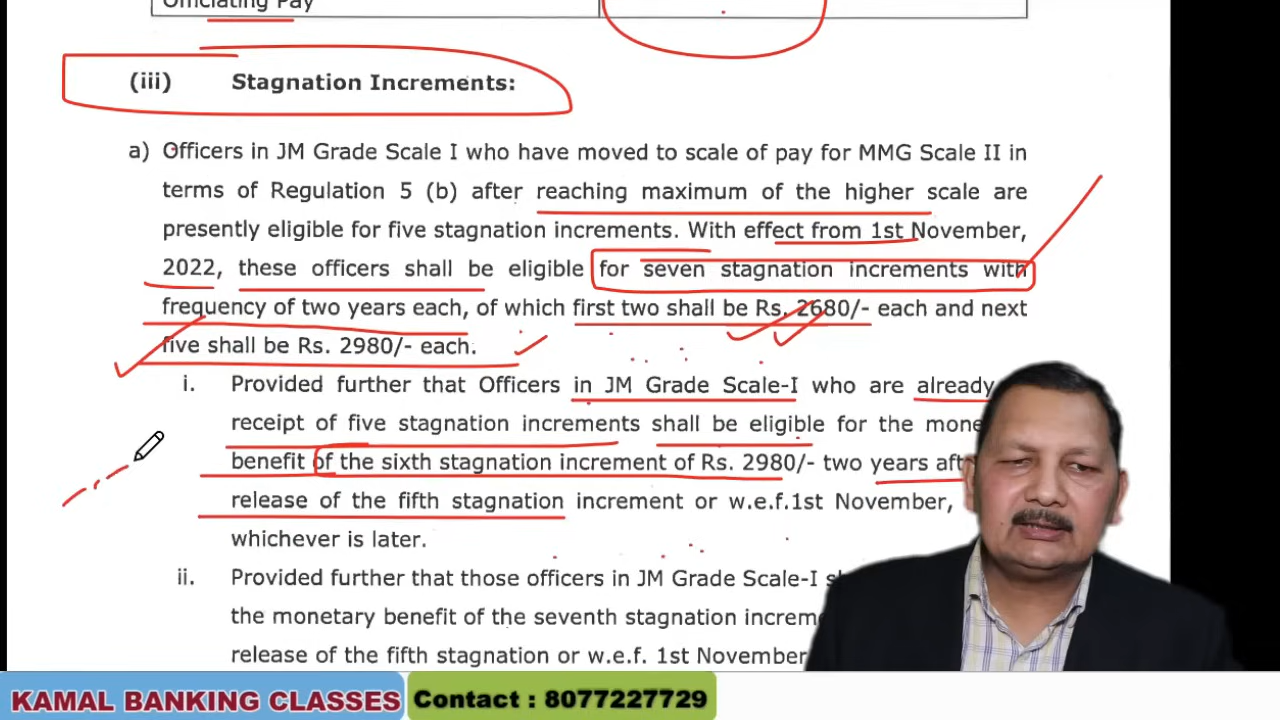 Officiating Pay
(iii) Stagnation Increments:
a) Officers in JM Grade Scale I who have moved to scale of pay for MMG Scale II in
terms of Regulation 5 (b) after reaching maximum of the higher scale are
presently eligible for five stagnation increments. With effect from 1st November,
2022, these officers shall be eligible for seven stagnation increments with
frequency of two years each, of which first two shall be Rs. 2680/- each and next
five shall be Rs. 2980/- each.
i. Provided further that Officers in JM Grade Scale-I who are already
receipt of five stagnation increments shall be eligible for the
benefit of the sixth stagnation increment of Rs. 2980/- two years
release of the fifth stagnation increment or w.e.f.1st November,
whichever is later.
ii. Provided further that those officers in JM Grade Scale-I
the monetary benefit of the seventh stagnation
release of the fifth stagnation or w.e.f. 1st November
KAMAL BANKING CLASSES Contact : 8077227729